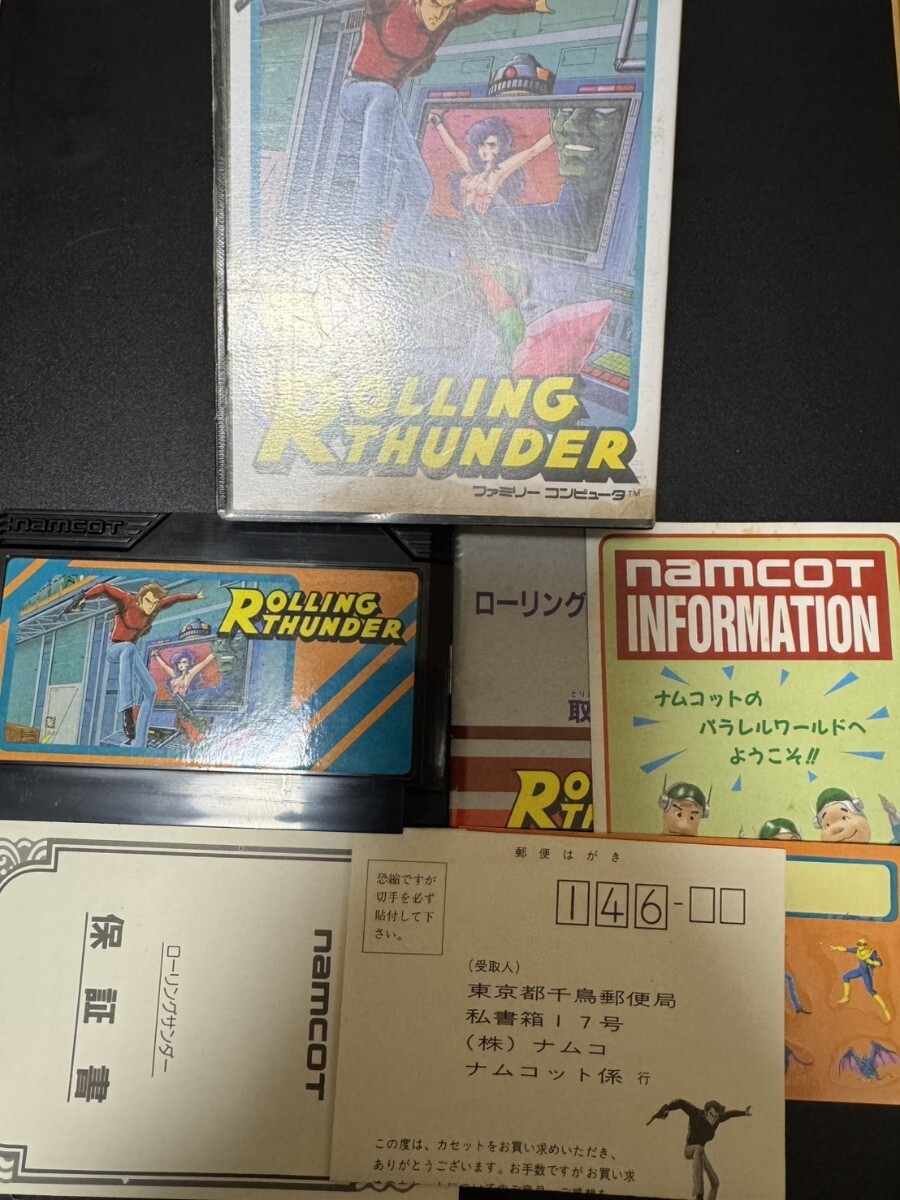 ROLLING
THUNDER
ファミリー コンピュータ™
namcoT
ROLLING
THUNDER
ローリング
取
とり
RO
TH
namcoT
INFORMATION
ナムコットの
パラレルワールドへ
ようこそ!!
namcoT
ローリングサンダー
保証書
郵便はがき
恐縮ですが
切手を必ず
貼付して下
さい。
146-
(受取人)
東京都千鳥郵便局
私書箱17号
(株)ナムコ
ナムコット係 行
この度は、カセットをお買い求めいただき、
ありがとうございます。お手数ですがお買い求